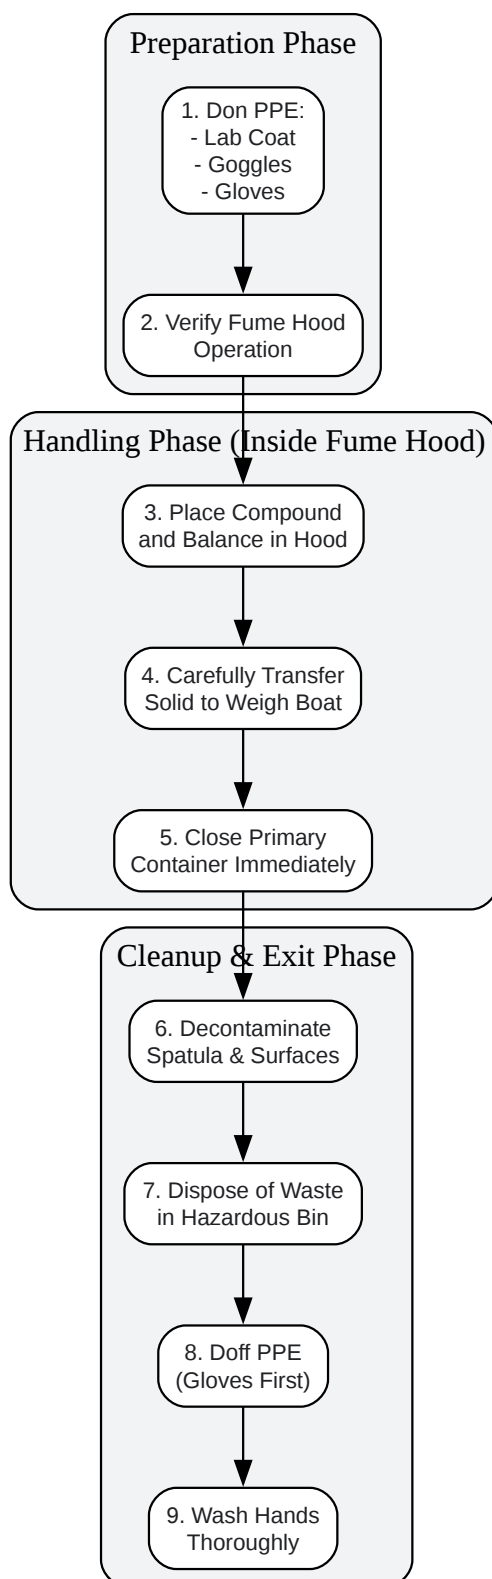 Preparation Phase
1. Don PPE:
- Lab Coat
- Goggles
- Gloves
2. Verify Fume Hood
Operation
Handling Phase (Inside Fume Hood)
3. Place Compound
and Balance in Hood
4. Carefully Transfer
Solid to Weigh Boat
5. Close Primary
Container Immediately
Cleanup & Exit Phase
6. Decontaminate
Spatula & Surfaces
7. Dispose of Waste
in Hazardous Bin
8. Doff PPE
(Gloves First)
9. Wash Hands
Thoroughly